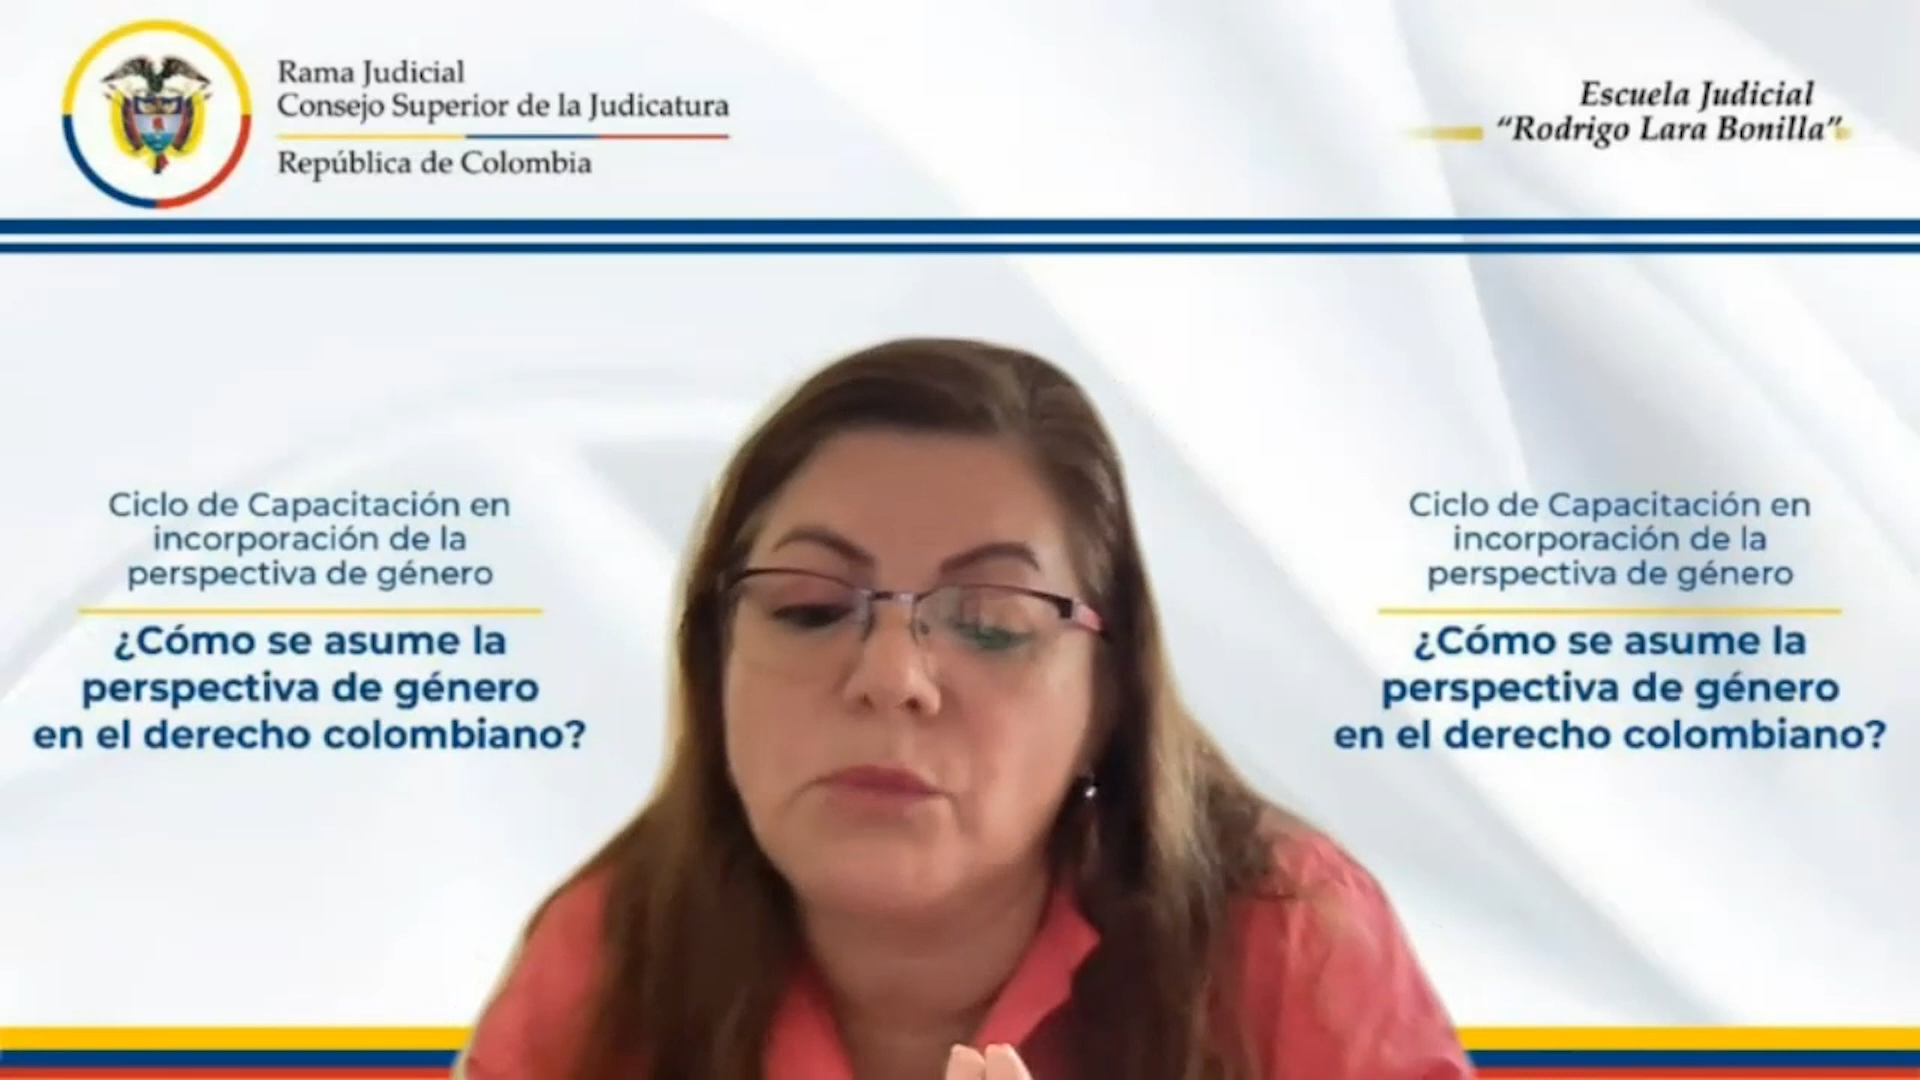 Rama Judicial
Consejo Superior de la Judicatura
República de Colombia
Escuela Judicial
“Rodrigo Lara Bonilla”
Ciclo de Capacitación en
incorporación de la
perspectiva de género
¿Cómo se asume la
perspectiva de género
en el derecho colombiano?
Ciclo de Capacitación en
incorporación de la
perspectiva de género
¿Cómo se asume la
perspectiva de género
en el derecho colombiano?